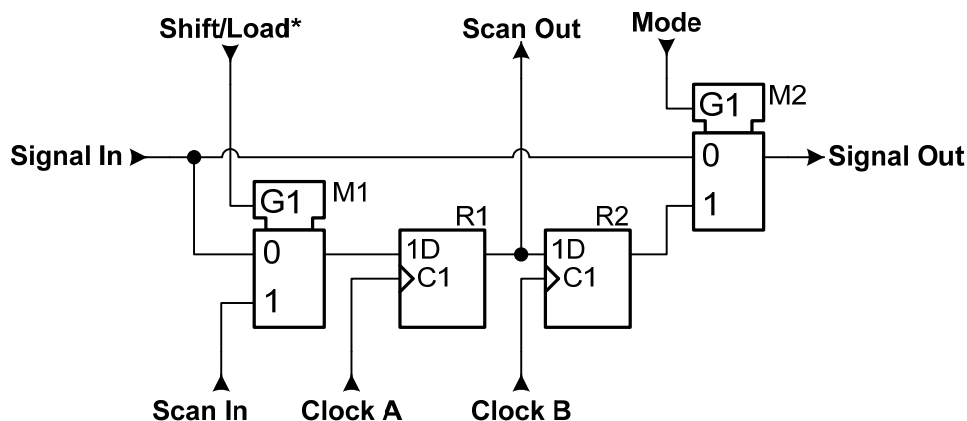 Shift/Load*
Scan Out
Mode
G1
M2
Signal In
0
Signal Out
G1
M1
1
R1
R2
0
1D
1D
C1
C1
1
Scan In
Clock A
Clock B